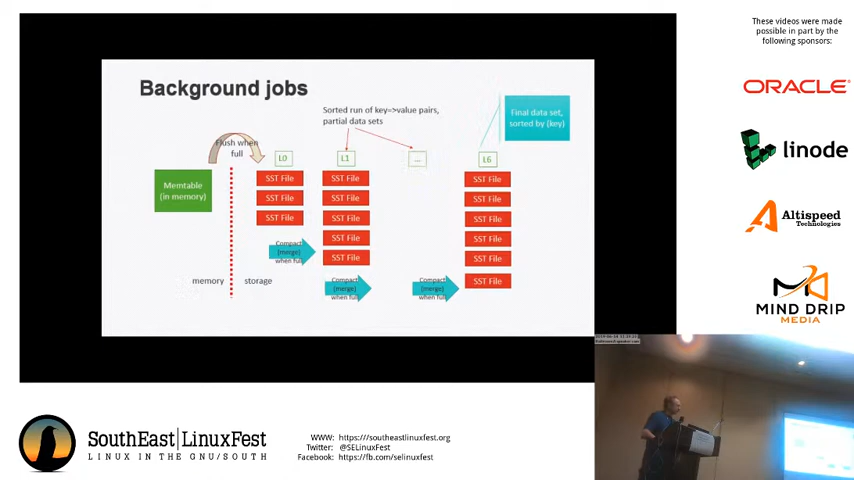 Background jobs
Sorted run of key=>value pairs,
partial data sets
Final data set,
sorted by (key)
Flush when
full
L0
L1
...
L6
Memtable
(in memory)
SST File
SST File
SST File
SST File
SST File
SST File
SST File
SST File
SST File
SST File
SST File
SST File
SST File
SST File
Compact
(merge)
when full
Compact
(merge)
when full
Compact
(merge)
when full
memory
storage
These videos were made
possible in part by the
following sponsors:
ORACLE
linode
Altispeed
Technologies
MIND DRIP
MEDIA
SouthEast|LinuxFest
LINUX IN THE GNU/SOUTH
WWW: https://southeastlinuxfest.org
Twitter: @SELinuxFest
Facebook: https://fb.com/selinuxfest